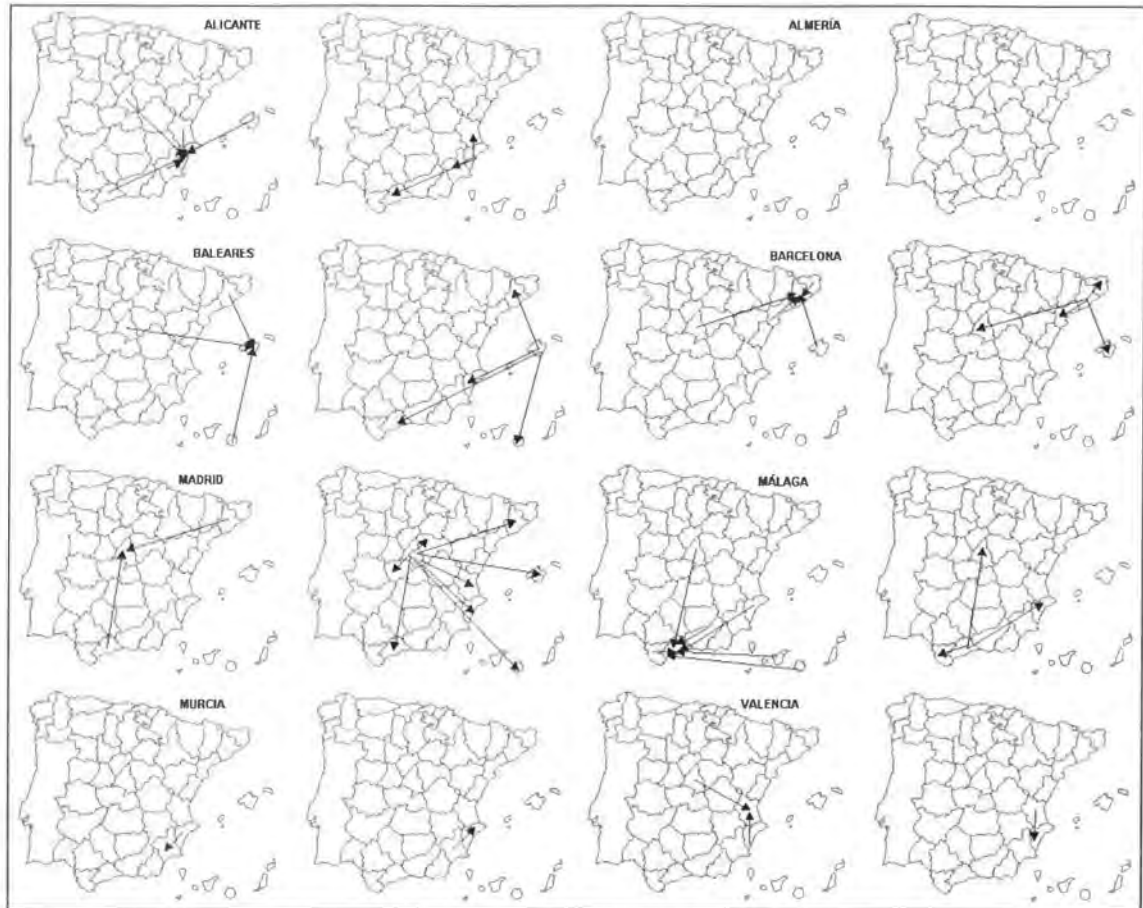 ALICANTE
ALMERÍA
BALEARES
BARCELONA
MADRID
MÁLAGA
MURCIA
VALENCIA